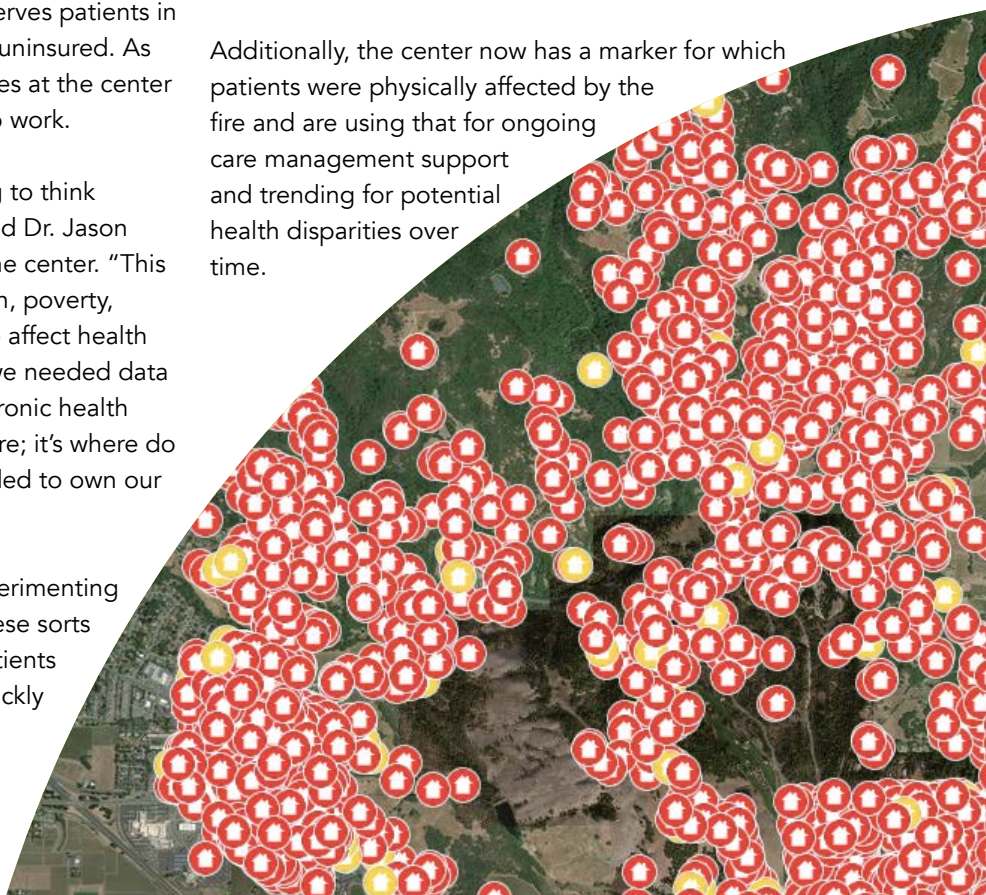 erves patients in
uninsured. As
es at the center
work.
g to think
d Dr. Jason
e center. “This
n, poverty,
affect health
we needed data
ronic health
re; it’s where do
led to own our
erimenting
ese sorts
tients
ckly
Additionally, the center now has a marker for which
patients were physically affected by the
fire and are using that for ongoing
care management support
and trending for potential
health disparities over
time.